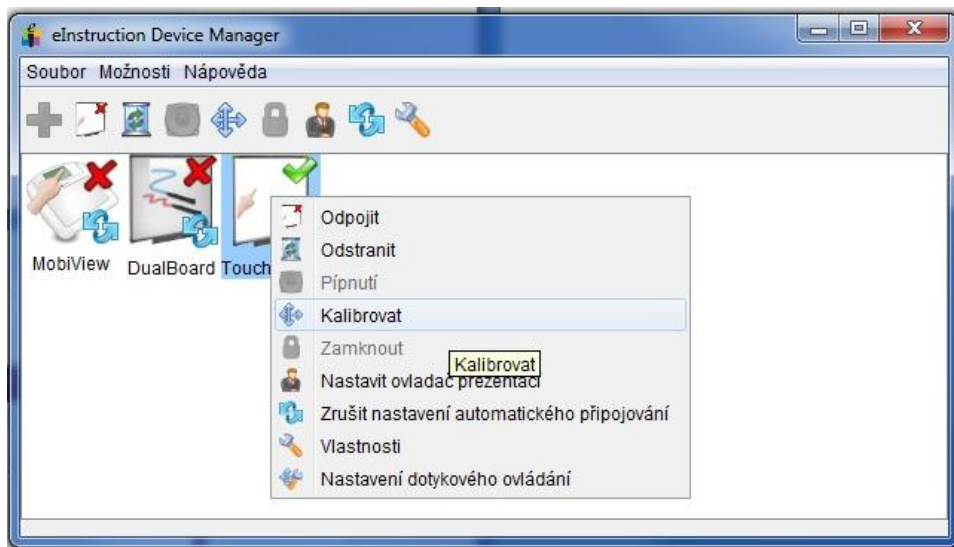 eInstruction Device Manager
Soubor Možnosti Nápověda
MobiView
DualBoard
Touch
Odpojit
Odstranit
Pípnutí
Kalibrovat
Zamknout
Kalibrovat
Nastavit ovladač prezentací
Zrušit nastavení automatického připojování
Vlastnosti
Nastavení dotykového ovládání